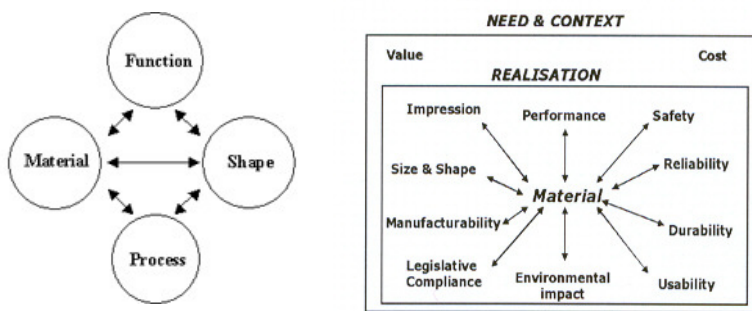 Function
Material
Shape
Process
NEED & CONTEXT
Value
Cost
REALISATION
Impression
Performance
Safety
Size & Shape
Reliability
Material
Manufacturability
Durability
Legislative
Compliance
Environmental
impact
Usability